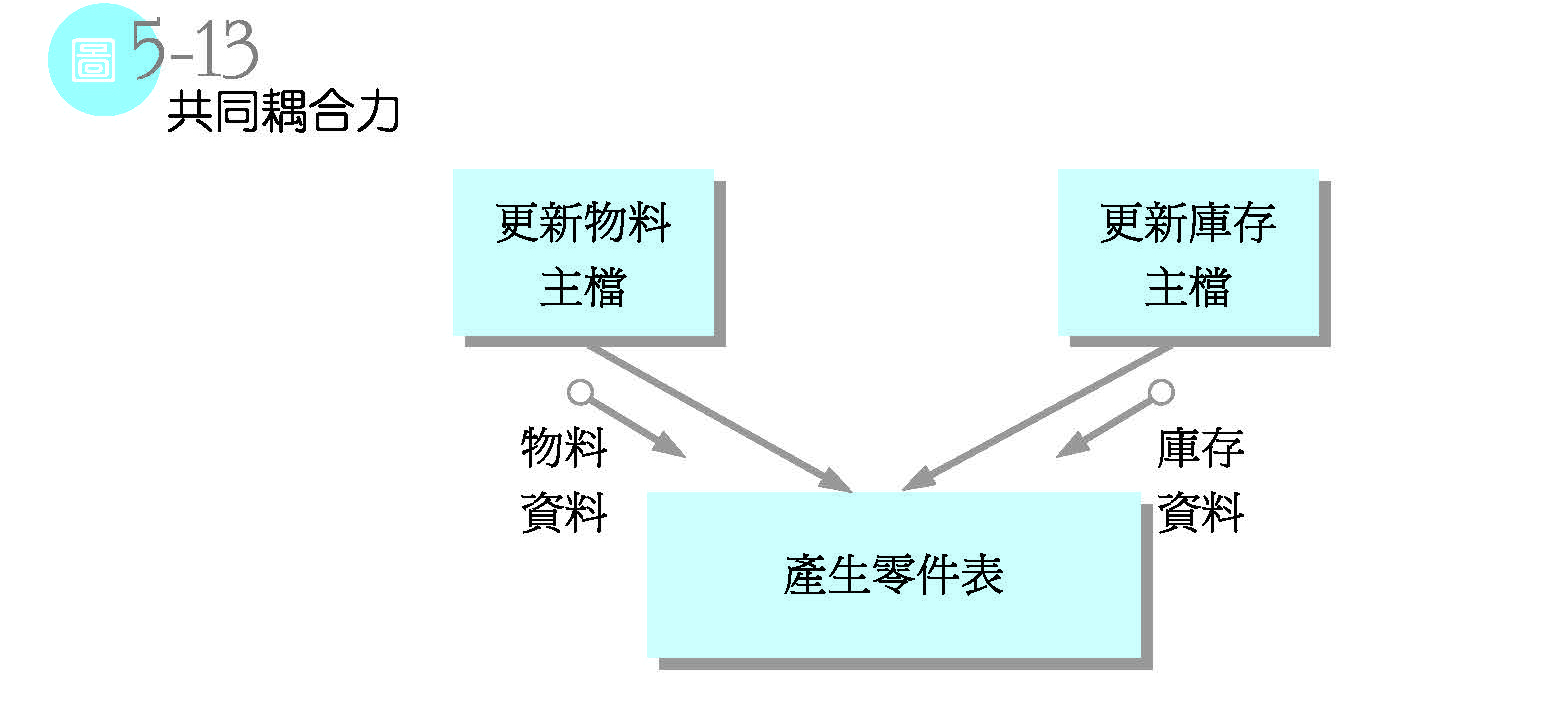 圖 5-13
共同耦合力
更新物料
主檔
更新庫存
主檔
物料
資料
庫存
資料
產生零件表